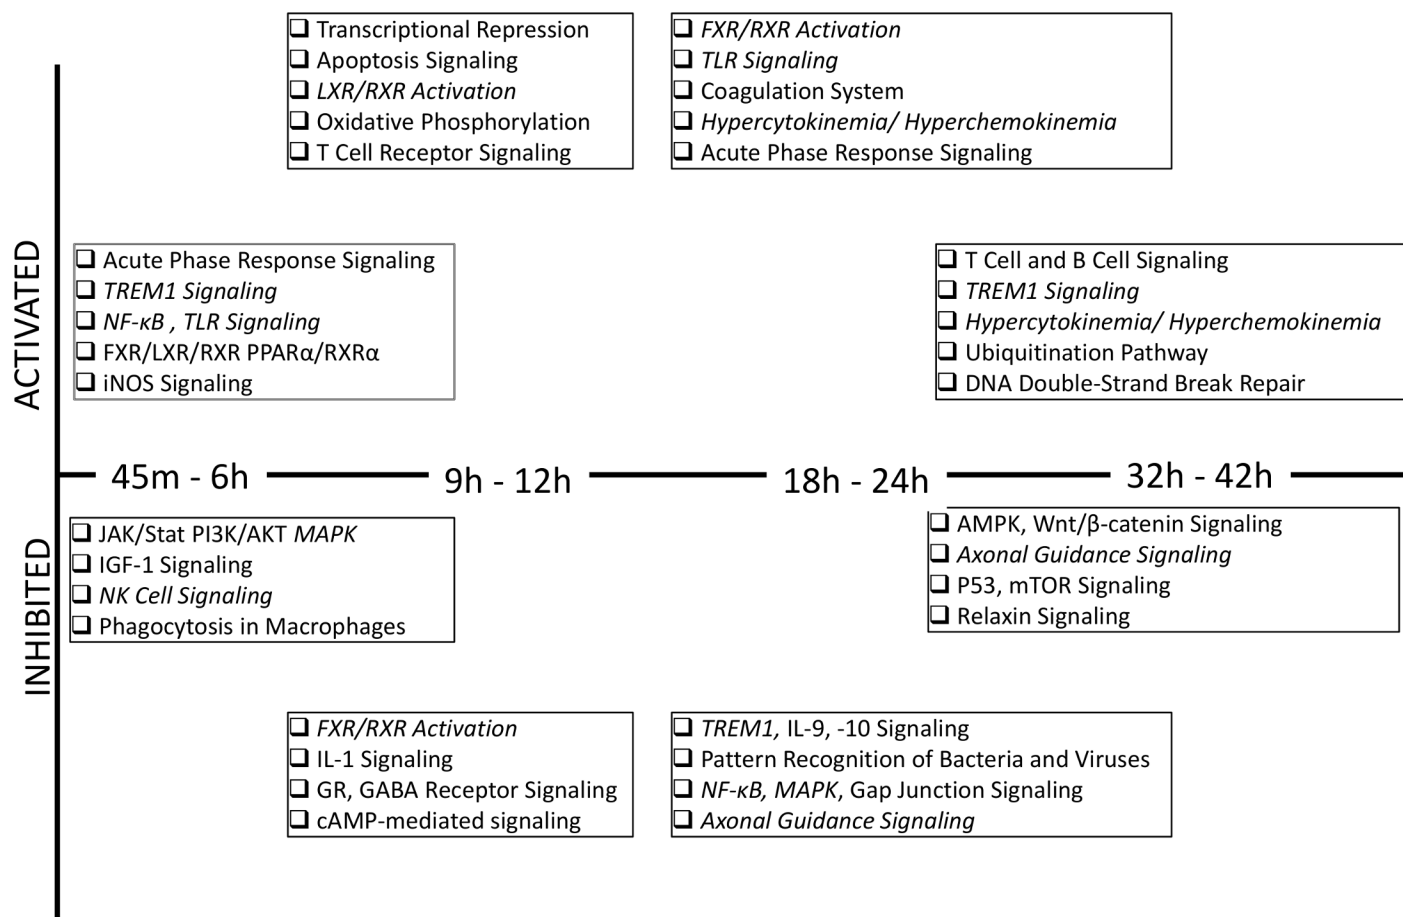 Transcriptional Repression
Apoptosis Signaling
LXR/RXR Activation
Oxidative Phosphorylation
T Cell Receptor Signaling
FXR/RXR Activation
TLR Signaling
Coagulation System
Hypercytokinemia/ Hyperchemokinemia
Acute Phase Response Signaling
ACTIVATED
Acute Phase Response Signaling
TREM1 Signaling
NF-κB , TLR Signaling
FXR/LXR/RXR PPARα/RXRα
iNOS Signaling
T Cell and B Cell Signaling
TREM1 Signaling
Hypercytokinemia/ Hyperchemokinemia
Ubiquitination Pathway
DNA Double-Strand Break Repair
45m - 6h
9h - 12h
18h - 24h
32h - 42h
INHIBITED
JAK/Stat PI3K/AKT MAPK
IGF-1 Signaling
NK Cell Signaling
Phagocytosis in Macrophages
AMPK, Wnt/β-catenin Signaling
Axonal Guidance Signaling
P53, mTOR Signaling
Relaxin Signaling
FXR/RXR Activation
IL-1 Signaling
GR, GABA Receptor Signaling
cAMP-mediated signaling
TREM1, IL-9, -10 Signaling
Pattern Recognition of Bacteria and Viruses
NF-κB, MAPK, Gap Junction Signaling
Axonal Guidance Signaling